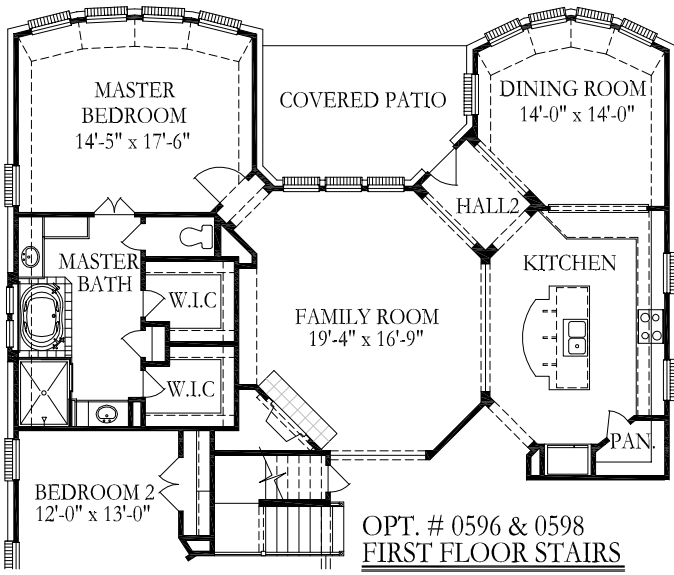 MASTER
BEDROOM
14'-5" x 17'-6"
COVERED PATIO
DINING ROOM
14'-0" x 14'-0"
HALL2
MASTER
BATH
W.I.C
KITCHEN
FAMILY ROOM
19'-4" x 16'-9"
W.I.C
PAN.
BEDROOM 2
12'-0" x 13'-0"
OPT. # 0596 & 0598
FIRST FLOOR STAIRS